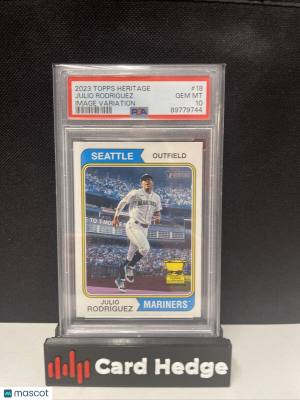 2023 TOPPS HERITAGE #18
JULIO RODRIGUEZ GEM MT
IMAGE VARIATION 10
PSA 89779744
SEATTLE OUTFIELD
Heritage
JULIO
RODRIGUEZ MARINERS
Card Hedge
mascot